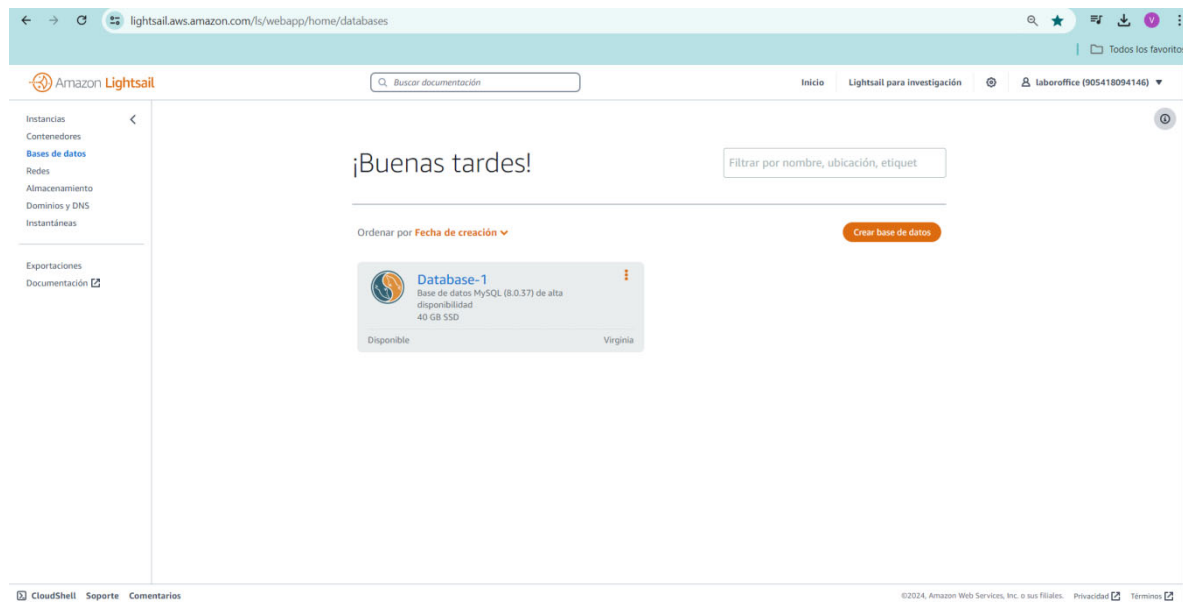 lightsail.aws.amazon.com/ls/webapp/home/databases
V
Todos los favoritos
Amazon Lightsail
Buscar documentación
Inicio
Lightsail para investigación
laboroffice (905418094146)
Instancias
Contenedores
Bases de datos
Redes
Almacenamiento
Dominios y DNS
Instantáneas
Exportaciones
Documentación
¡Buenas tardes!
Filtrar por nombre, ubicación, etiquet
Ordenar por Fecha de creación
Crear base de datos
Database-1
Base de datos MySQL (8.0.37) de alta
disponibilidad
40 GB SSD
Disponible
Virginia
CloudShell Soporte Comentarios
©2024, Amazon Web Services, Inc. o sus filiales. Privacidad Términos